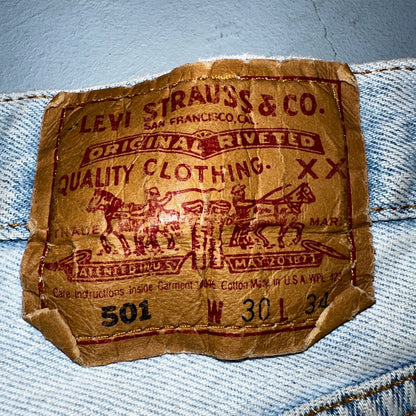 LEVI STRAUSS & CO.
SAN FRANCISCO, CAL
ORIGINAL RIVETED
QUALITY CLOTHING. XX
TRADE MARK
PATENTED IN U.S. MAY 20 1873
Care Instructions Inside Garment 100% Cotton Made in U.S.A. WPL 423
501 W 30 L 34